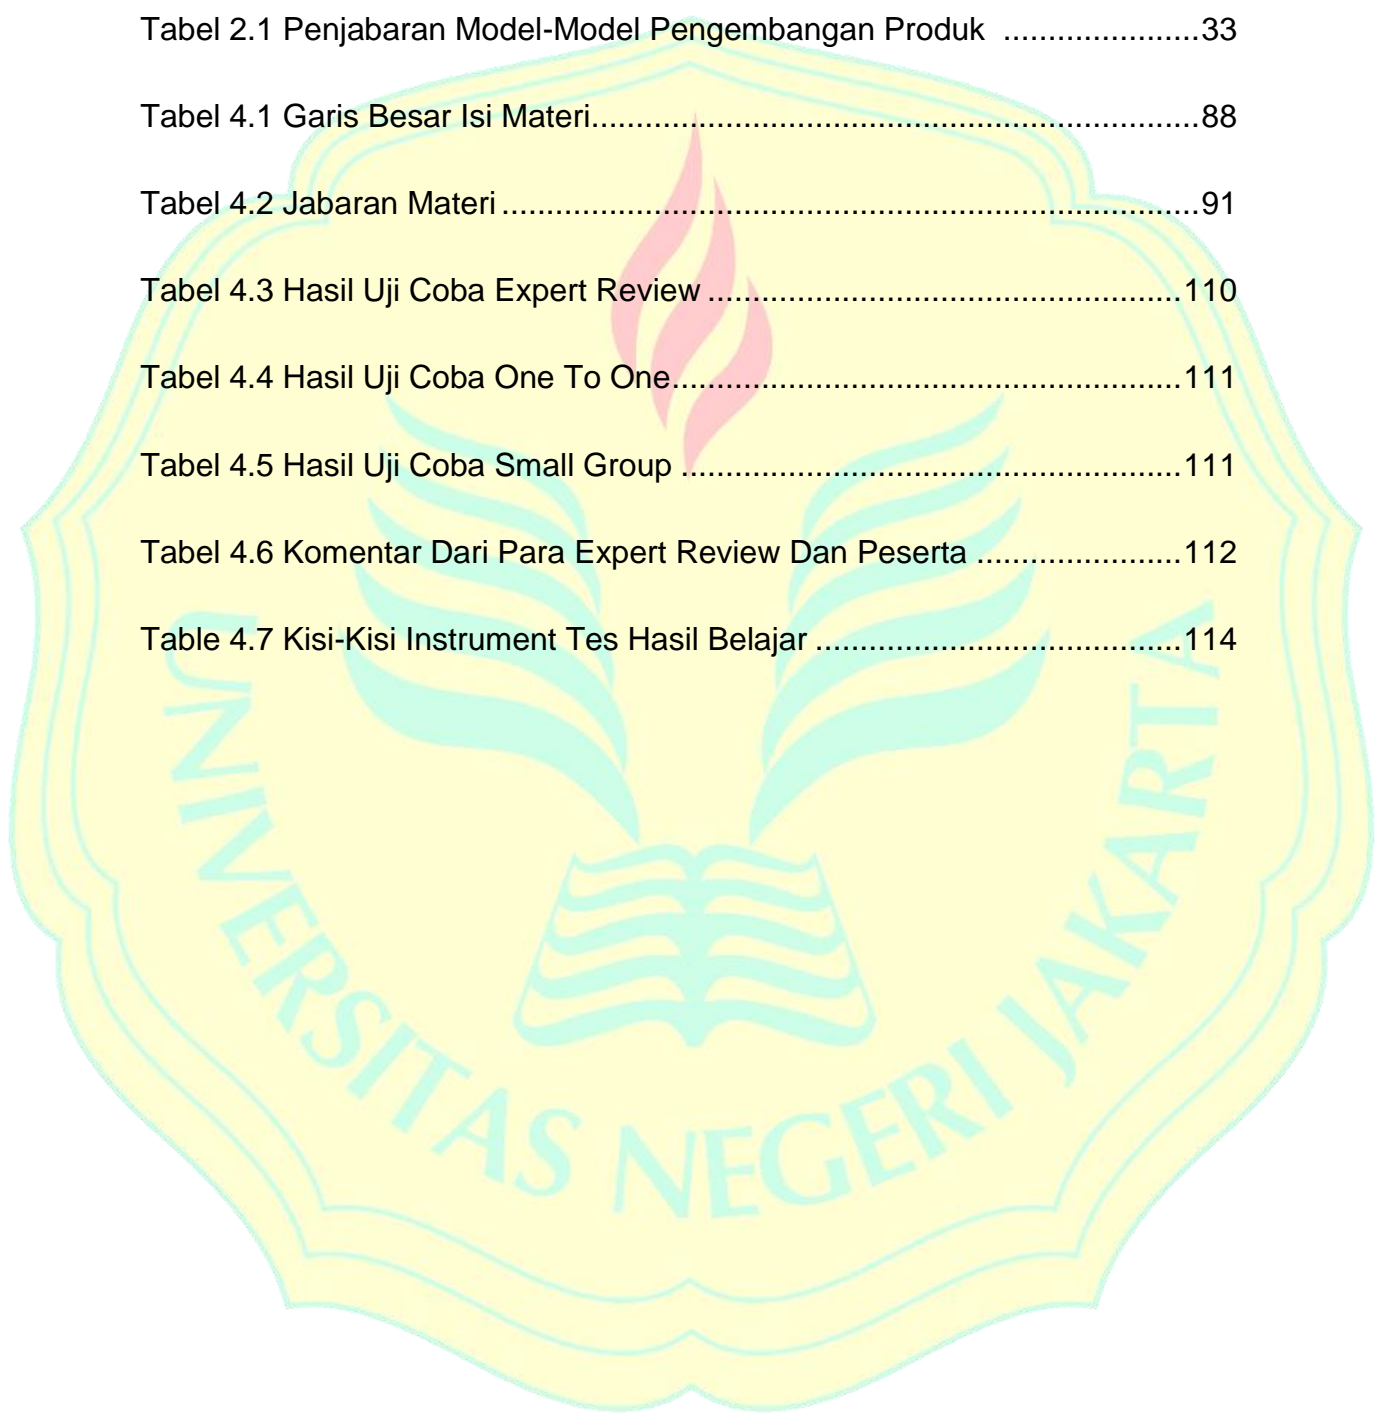 Tabel 2.1 Penjabaran Model-Model Pengembangan Produk ......................33
Tabel 4.1 Garis Besar Isi Materi....................................................................88
Tabel 4.2 Jabaran Materi ..............................................................................91
Tabel 4.3 Hasil Uji Coba Expert Review .....................................................110
Tabel 4.4 Hasil Uji Coba One To One.........................................................111
Tabel 4.5 Hasil Uji Coba Small Group ........................................................111
Tabel 4.6 Komentar Dari Para Expert Review Dan Peserta .......................112
Table 4.7 Kisi-Kisi Instrument Tes Hasil Belajar .........................................114
UNIVERSITAS NEGERI JAKARTA